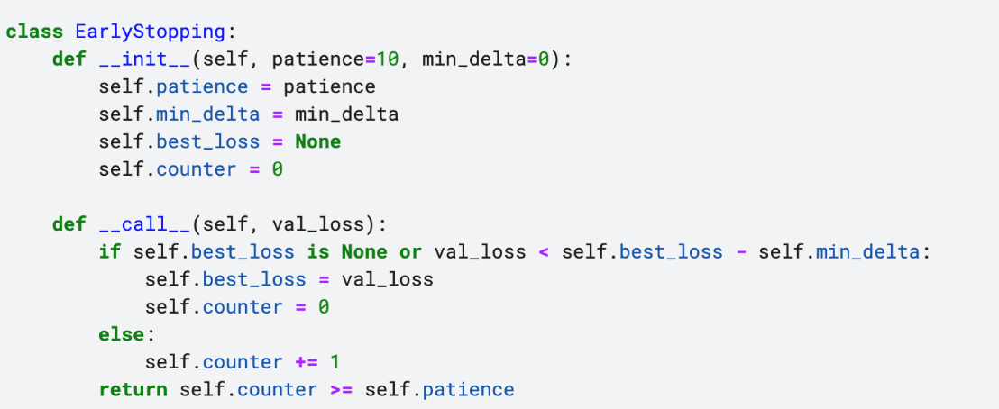 class EarlyStopping:
    def __init__(self, patience=10, min_delta=0):
        self.patience = patience
        self.min_delta = min_delta
        self.best_loss = None
        self.counter = 0

    def __call__(self, val_loss):
        if self.best_loss is None or val_loss < self.best_loss - self.min_delta:
            self.best_loss = val_loss
            self.counter = 0
        else:
            self.counter += 1
        return self.counter >= self.patience